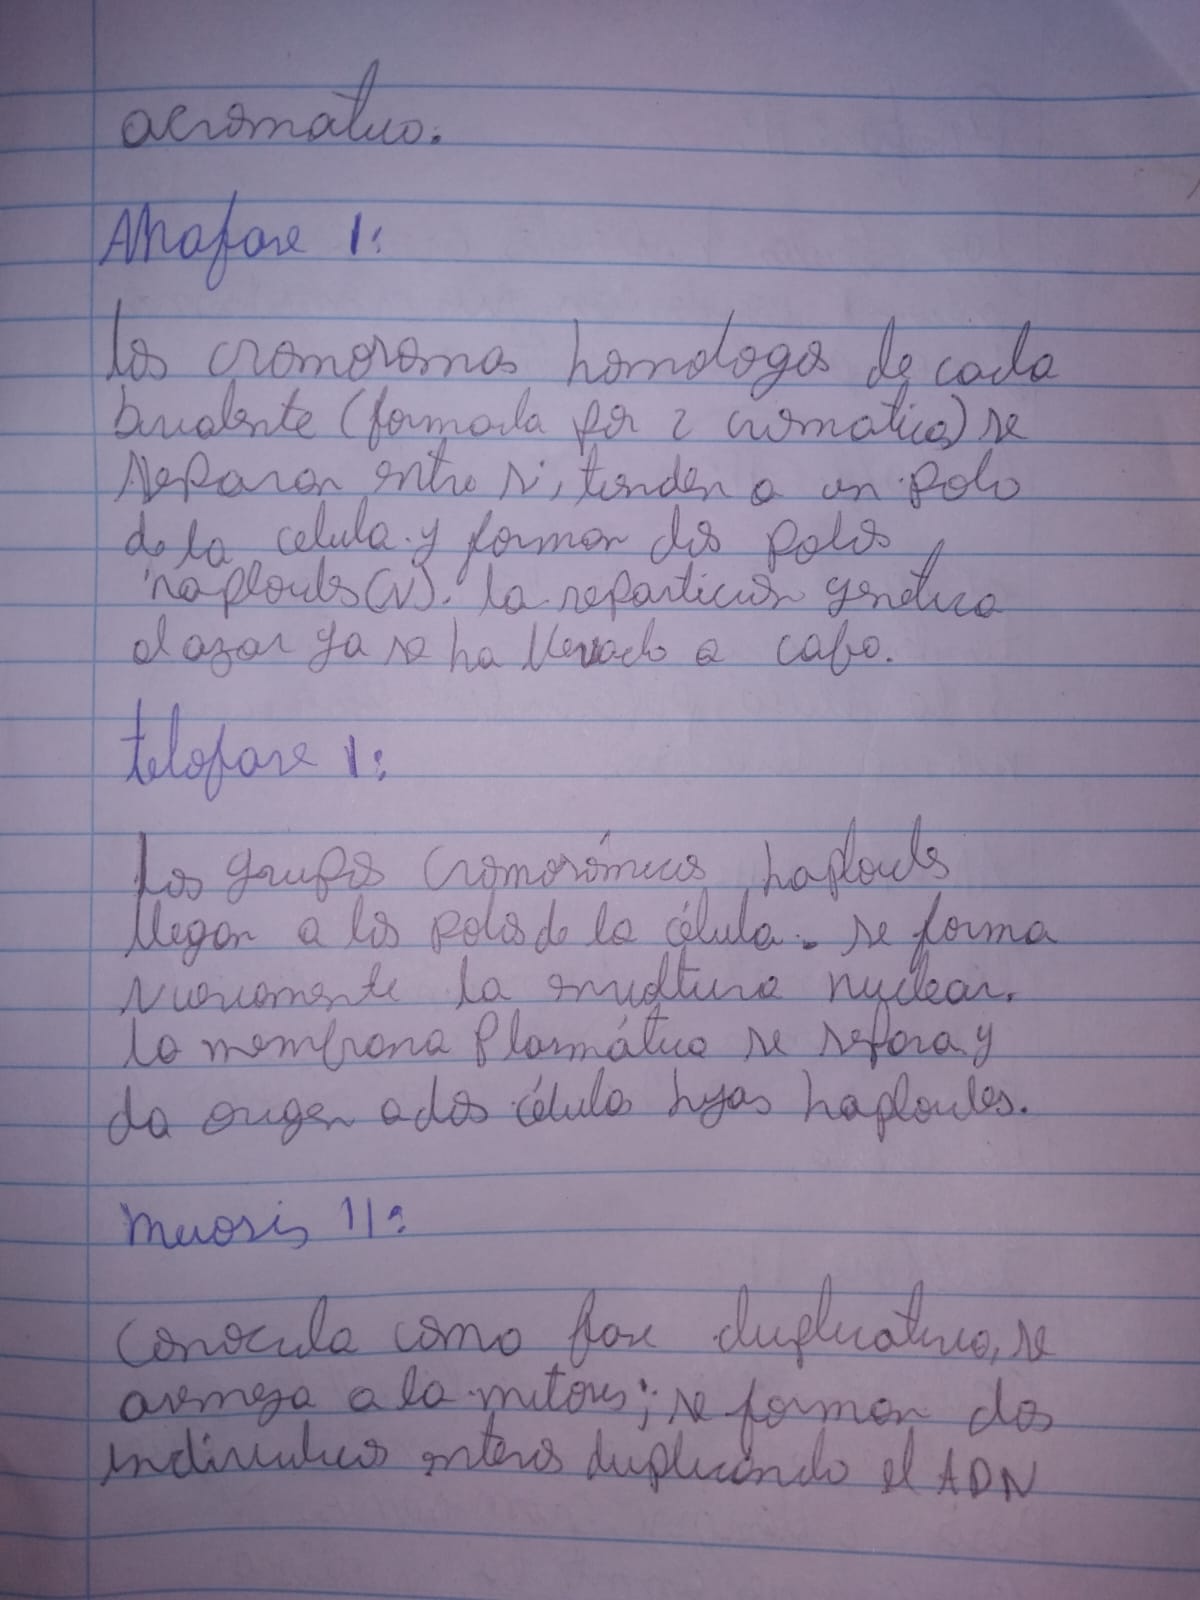 acromatico.
Anafase 1:
Los cromosomas homologos de cada
bivalente (formada por 2 cromatica) se
separan entre si, tienden a un polo
de la celula y forman dos polos
haploides (N). la reparticion genetica
al azar ya se ha llevado a cabo.
telofase 1:
Los grupos cromosómicos haploides
llegan a los polos de la célula. se forma
nuevamente la envoltura nuclear.
la membrana Plasmática se separa y
da origen a dos célula hijas haploides.
meiosis 11:
Conocida como fase duplicativa, se
asemeja a la mitosis; se forman dos
individuos enteros duplicando el ADN